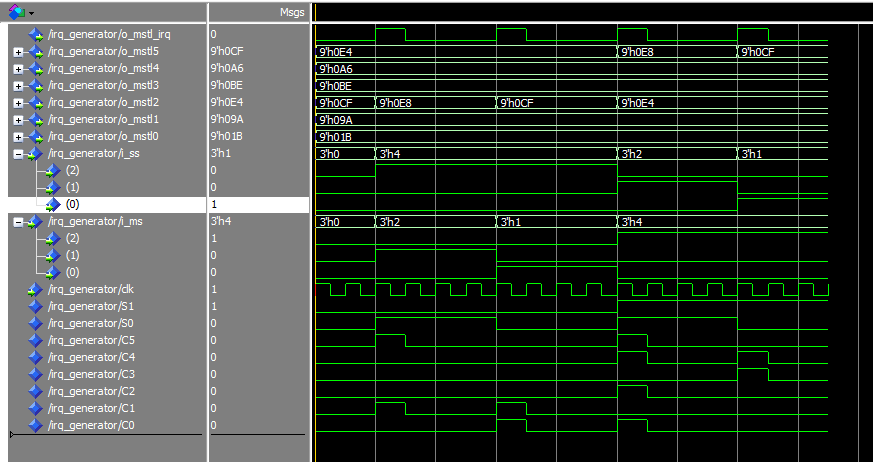 Msgs
/irq_generator/o_mstl_irq 0
/irq_generator/o_mstl5 9'h0CF 9'h0E4 9'h0E8 9'h0CF
/irq_generator/o_mstl4 9'h0A6 9'h0A6
/irq_generator/o_mstl3 9'h0BE 9'h0BE
/irq_generator/o_mstl2 9'h0E4 9'h0CF 9'h0E8 9'h0CF 9'h0E4
/irq_generator/o_mstl1 9'h09A 9'h09A
/irq_generator/o_mstl0 9'h01B 9'h01B
/irq_generator/i_ss 3'h1 3'h0 3'h4 3'h2 3'h1
(2) 0
(1) 0
(0) 1
/irq_generator/i_ms 3'h4 3'h0 3'h2 3'h1 3'h4
(2) 1
(1) 0
(0) 0
/irq_generator/clk 1
/irq_generator/S1 1
/irq_generator/S0 0
/irq_generator/C5 0
/irq_generator/C4 0
/irq_generator/C3 0
/irq_generator/C2 0
/irq_generator/C1 0
/irq_generator/C0 0